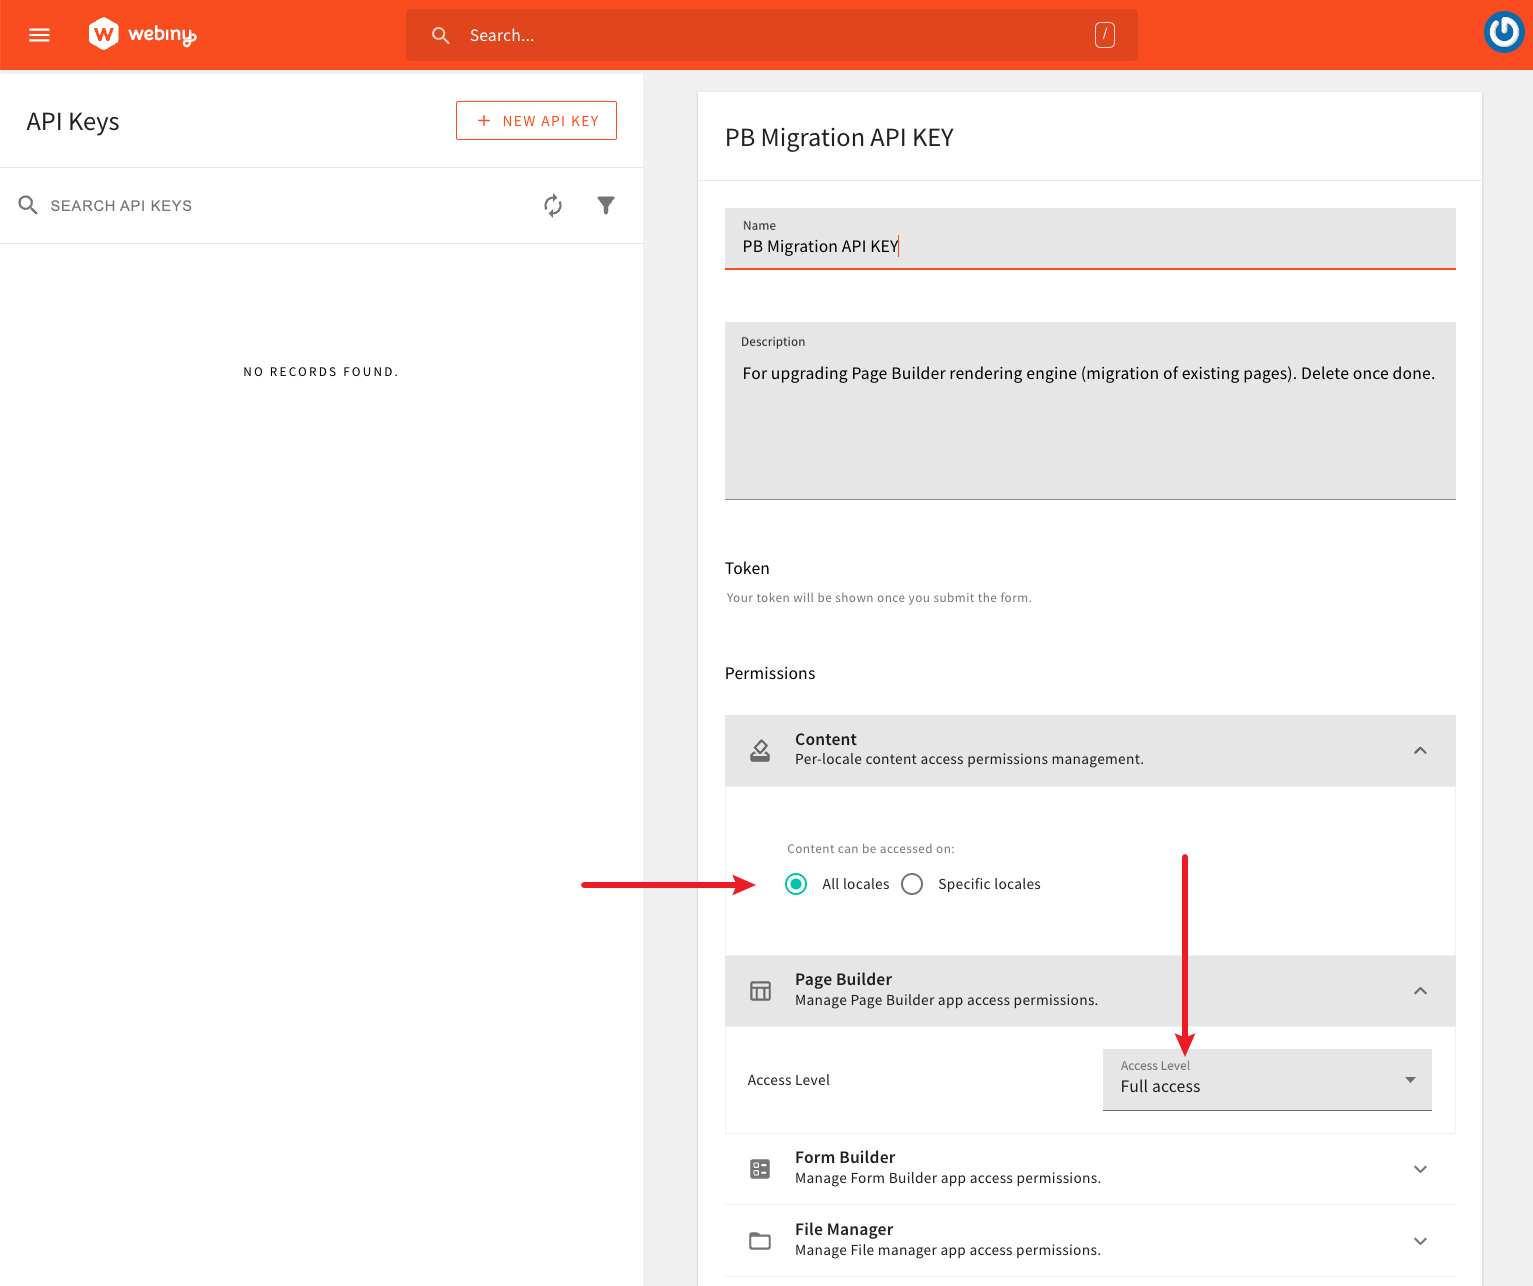 webiny
Search...
/
API Keys
+ NEW API KEY
SEARCH API KEYS
NO RECORDS FOUND.
PB Migration API KEY
Name
PB Migration API KEY
Description
For upgrading Page Builder rendering engine (migration of existing pages). Delete once done.
Token
Your token will be shown once you submit the form.
Permissions
Content
Per-locale content access permissions management.
Content can be accessed on:
All locales Specific locales
Page Builder
Manage Page Builder app access permissions.
Access Level
Access Level
Full access
Form Builder
Manage Form Builder app access permissions.
File Manager
Manage File manager app access permissions.